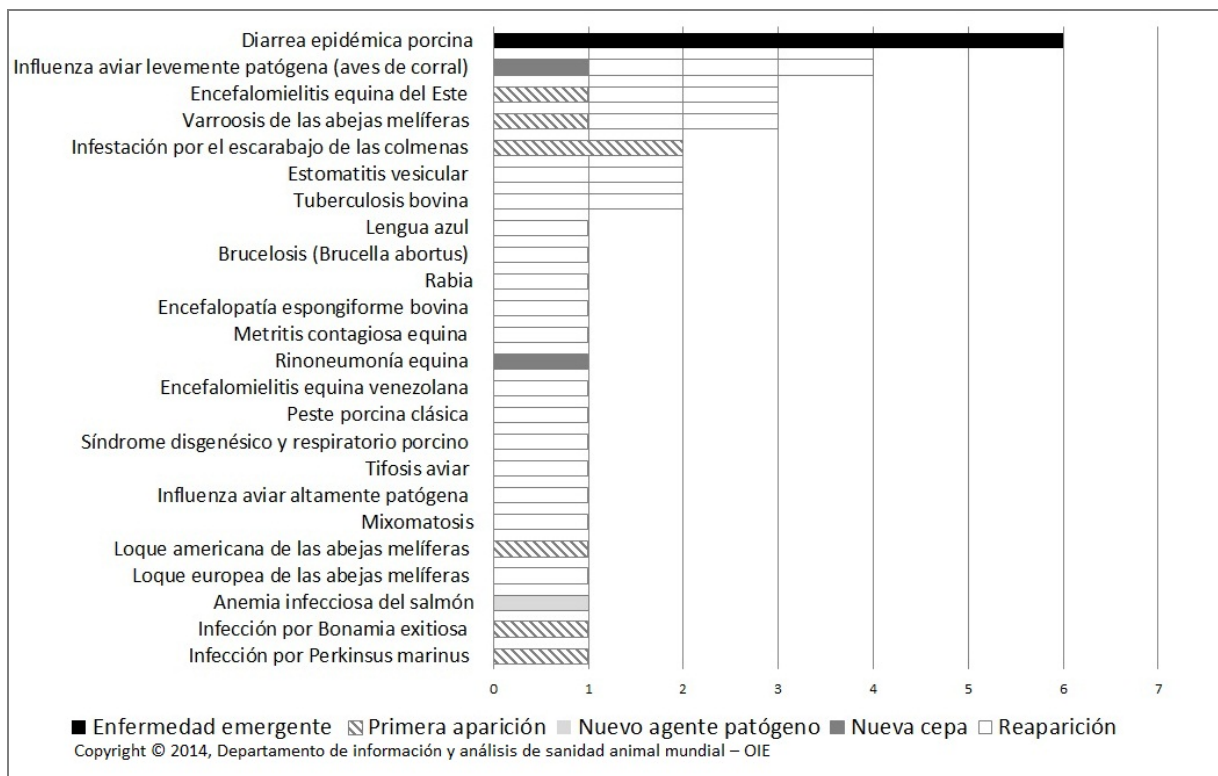 Diarrea epidémica porcina
Influenza aviar levemente patógena (aves de corral)
Encefalomielitis equina del Este
Varroosis de las abejas melíferas
Infestación por el escarabajo de las colmenas
Estomatitis vesicular
Tuberculosis bovina
Lengua azul
Brucelosis (Brucella abortus)
Rabia
Encefalopatía espongiforme bovina
Metritis contagiosa equina
Rinoneumonía equina
Encefalomielitis equina venezolana
Peste porcina clásica
Síndrome disgenésico y respiratorio porcino
Tifosis aviar
Influenza aviar altamente patógena
Mixomatosis
Loque americana de las abejas melíferas
Loque europea de las abejas melíferas
Anemia infecciosa del salmón
Infección por Bonamia exitiosa
Infección por Perkinsus marinus
0 1 2 3 4 5 6 7
Enfermedad emergente Primera aparición Nuevo agente patógeno Nueva cepa Reaparición
Copyright © 2014, Departamento de información y análisis de sanidad animal mundial – OIE